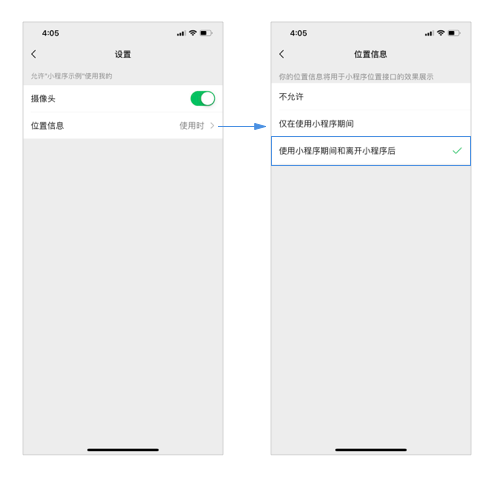 4:05
设置
允许"小程序示例"使用我的
摄像头
位置信息
使用时
4:05
位置信息
你的位置信息将用于小程序位置接口的效果展示
不允许
仅在使用小程序期间
使用小程序期间和离开小程序后